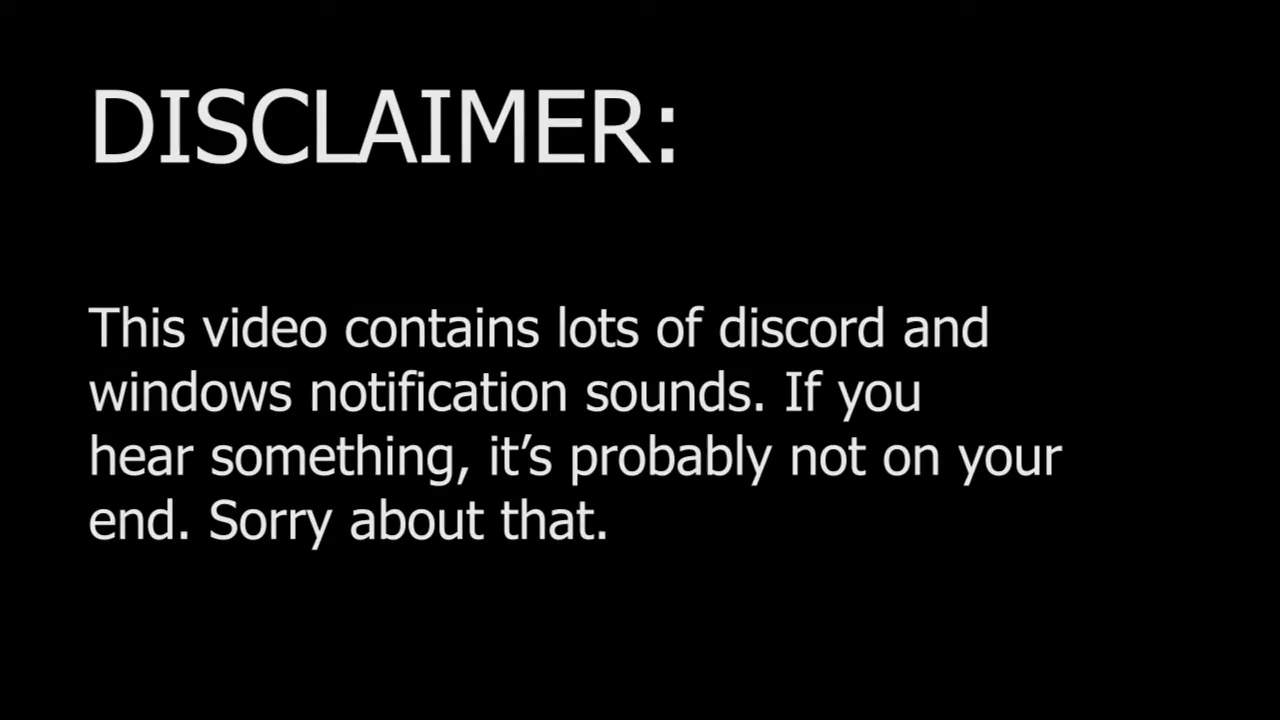 DISCLAIMER:
This video contains lots of discord and
windows notification sounds. If you
hear something, it’s probably not on your
end. Sorry about that.